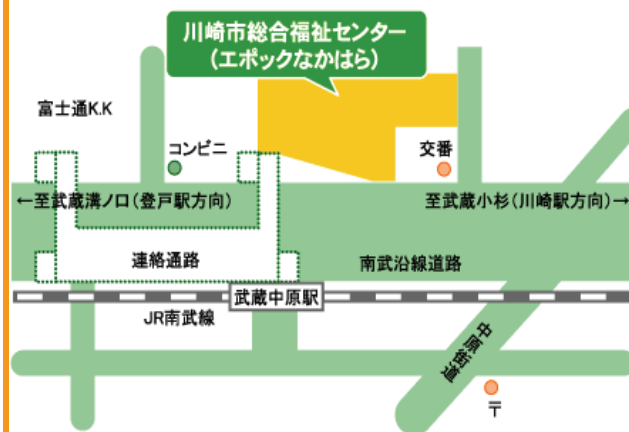 川崎市総合福祉センター
（エポックなかはら）
富士通K.K
コンビニ
交番
←至武蔵溝ノ口（登戸駅方向）
至武蔵小杉（川崎駅方向）→
連絡通路
南武沿線道路
武蔵中原駅
JR南武線
中原街道
〒